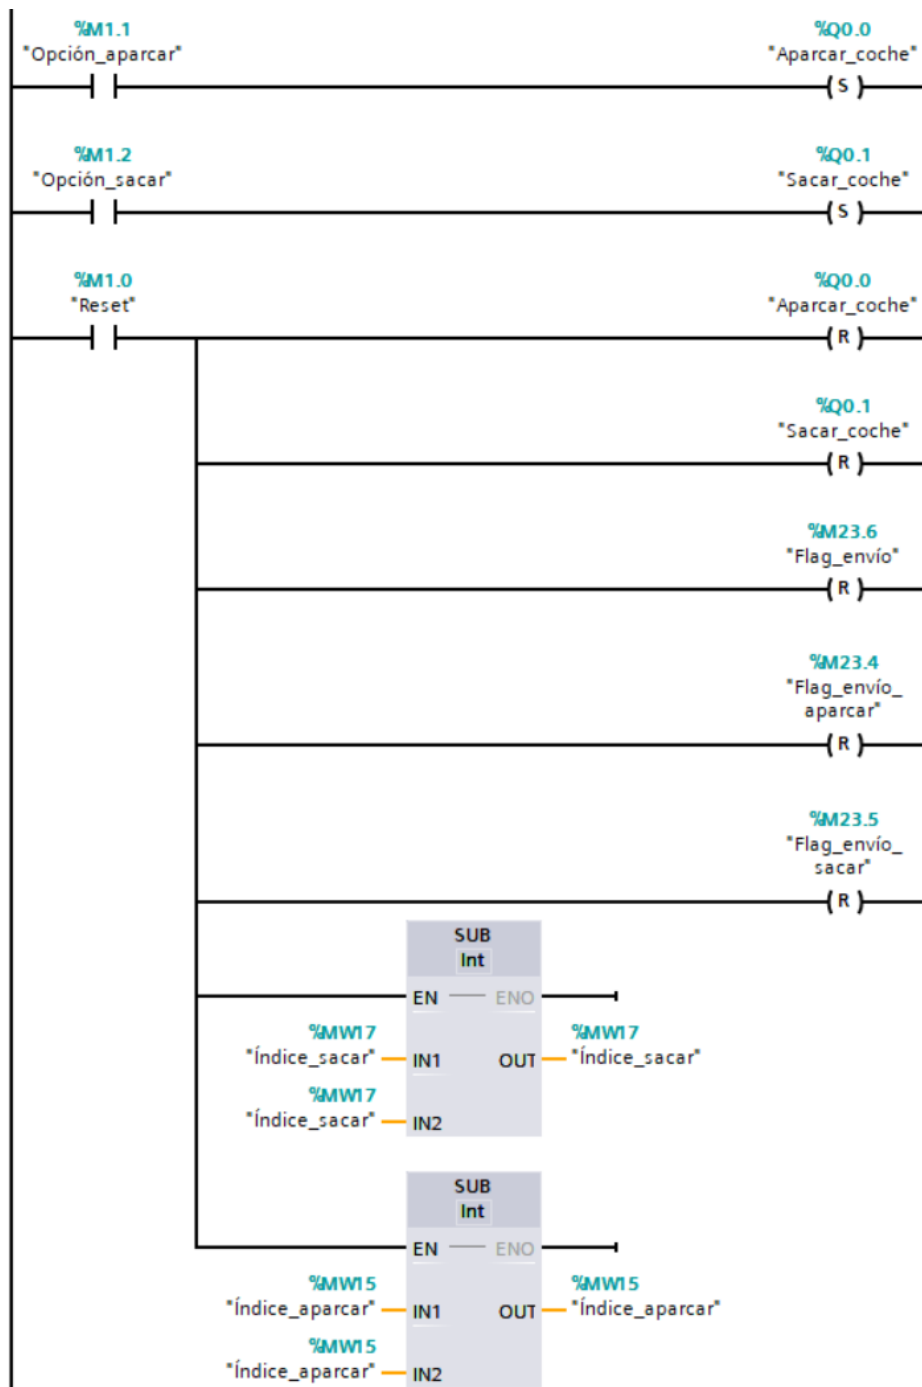 %M1.1
"Opción_aparcar"
%Q0.0
"Aparcar_coche"
S
%M1.2
"Opción_sacar"
%Q0.1
"Sacar_coche"
S
%M1.0
"Reset"
%Q0.0
"Aparcar_coche"
R
%Q0.1
"Sacar_coche"
R
%M23.6
"Flag_envío"
R
%M23.4
"Flag_envío_
aparcar"
R
%M23.5
"Flag_envío_
sacar"
R
SUB
Int
EN
ENO
%MW17
"Índice_sacar"
IN1
OUT
%MW17
"Índice_sacar"
%MW17
"Índice_sacar"
IN2
SUB
Int
EN
ENO
%MW15
"Índice_aparcar"
IN1
OUT
%MW15
"Índice_aparcar"
%MW15
"Índice_aparcar"
IN2